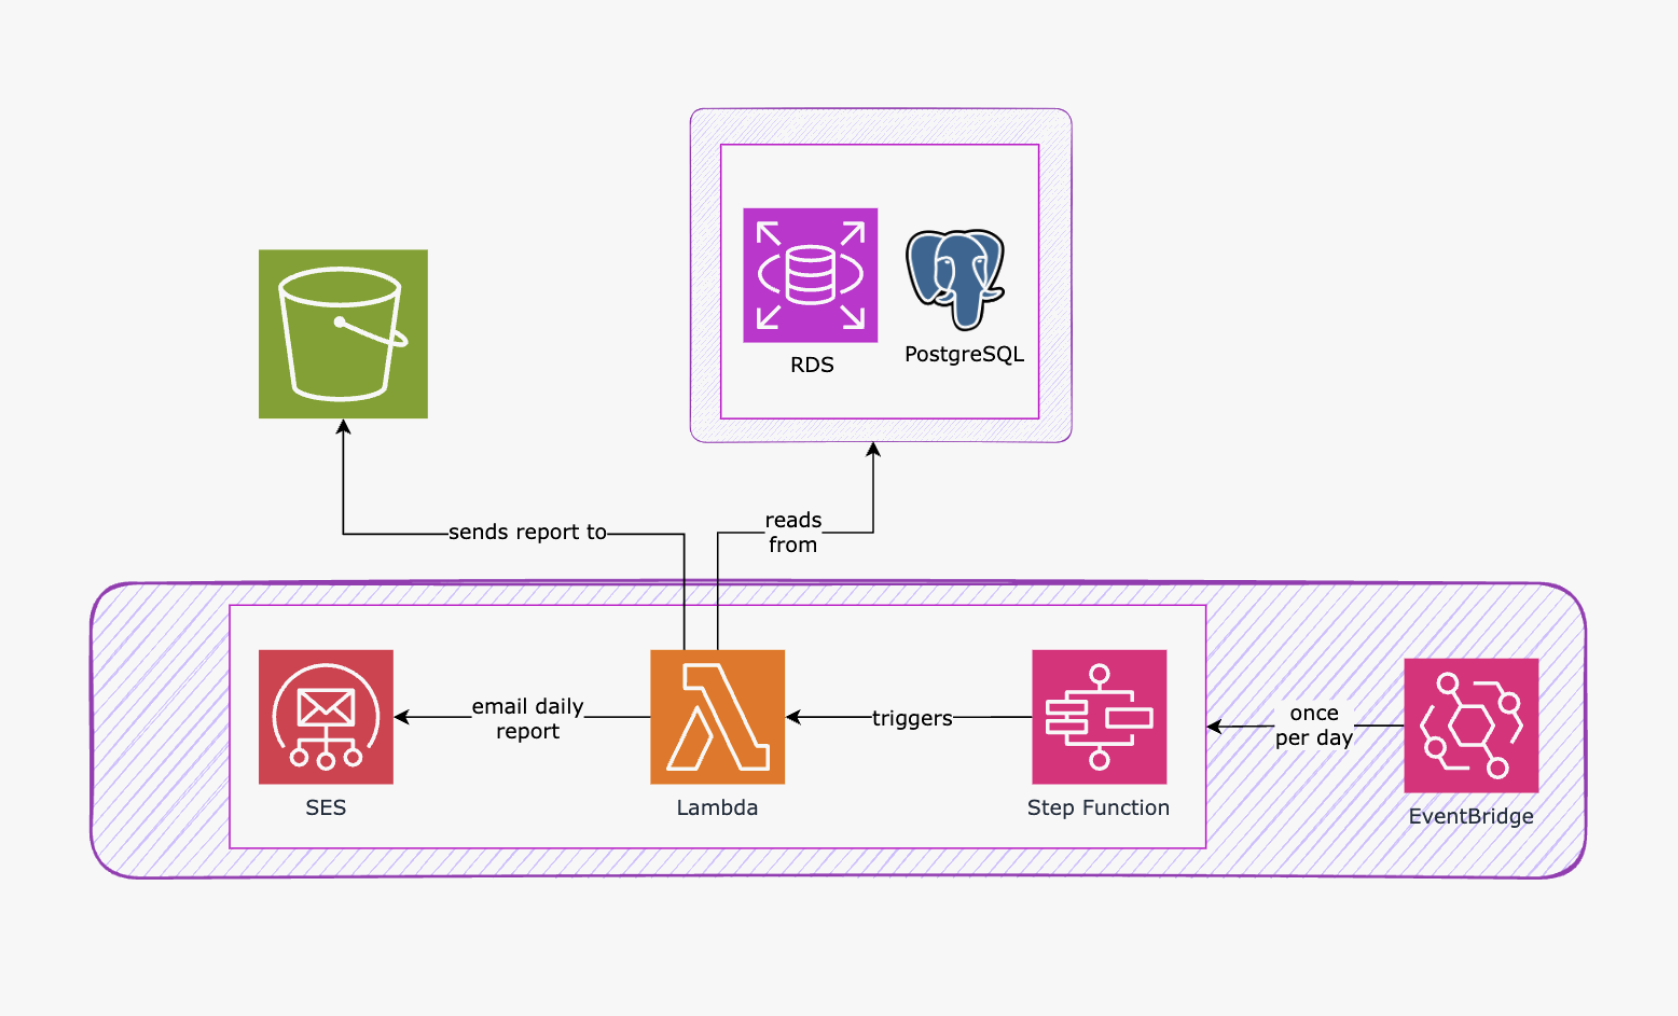 RDS
PostgreSQL
sends report to
reads
from
email daily
report
triggers
once
per day
SES
Lambda
Step Function
EventBridge